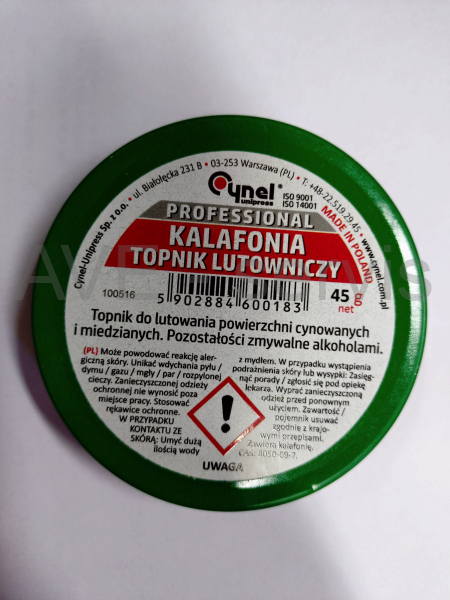 Cynel-Unipress Sp. z o.o. • ul. Białołęcka 231 B • 03-253 Warszawa (PL) • T: +48-22 519 29 45 • www.cynel.com.pl
Cynel
unipress
ISO 9001
ISO 14001
MADE IN POLAND
PROFESSIONAL
KALAFONIA
TOPNIK LUTOWNICZY
100516
5 902884 600183
45 g
net
Topnik do lutowania powierzchni cynowanych
i miedzianych. Pozostałości zmywalne alkoholami.
(PL) Może powodować reakcję aler-
giczną skóry. Unikać wdychania pyłu /
dymu / gazu / mgły / par / rozpylonej
cieczy. Zanieczyszczonej odzieży
ochronnej nie wynosić poza
miejsce pracy. Stosować
rękawice ochronne.
W PRZYPADKU
KONTAKTU ZE
SKÓRĄ: Umyć dużą
ilością wody
z mydłem. W przypadku wystąpienia
podrażnienia skóry lub wysypki: Zasięg-
nąć porady / zgłosić się pod opiekę
lekarza. Wyprać zanieczyszczoną
odzież przed ponownym
użyciem. Zawartość /
pojemnik usuwać
zgodnie z krajo-
wymi przepisami.
Zawiera kalafonię.
CAS: 8050-09-7.
UWAGA